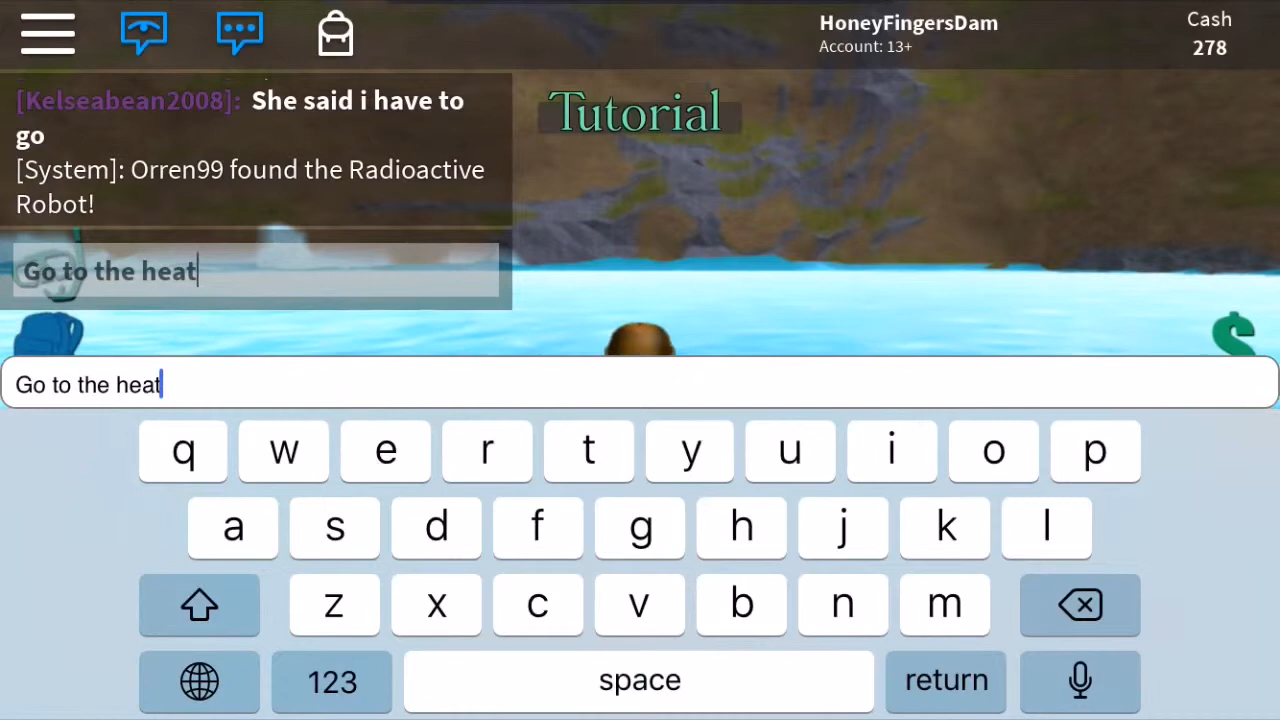 HoneyFingersDam
Account: 13+
Cash
278
[Kelseabean2008]: She said i have to
go
[System]: Orren99 found the Radioactive
Robot!
Tutorial
Go to the heat
$
Go to the heat
q w e r t y u i o p
a s d f g h j k l
z x c v b n m
123 space return